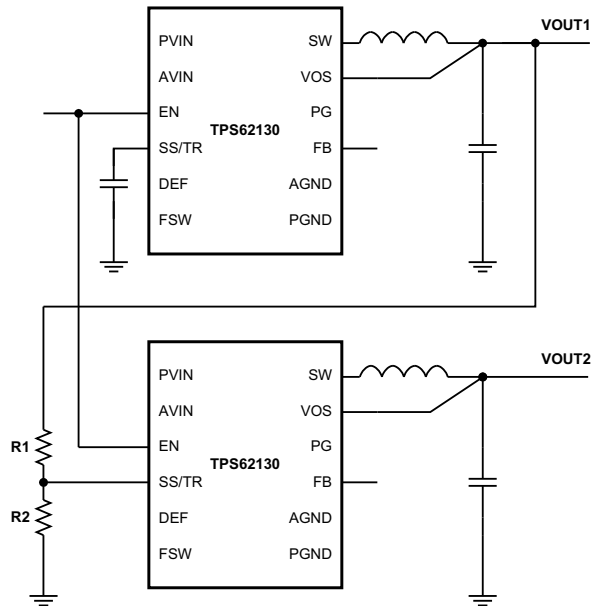 VOUT1
PVIN SW
AVIN VOS
EN PG
TPS62130
SS/TR FB
DEF AGND
FSW PGND
VOUT2
PVIN SW
AVIN VOS
R1
EN PG
TPS62130
SS/TR FB
R2
DEF AGND
FSW PGND